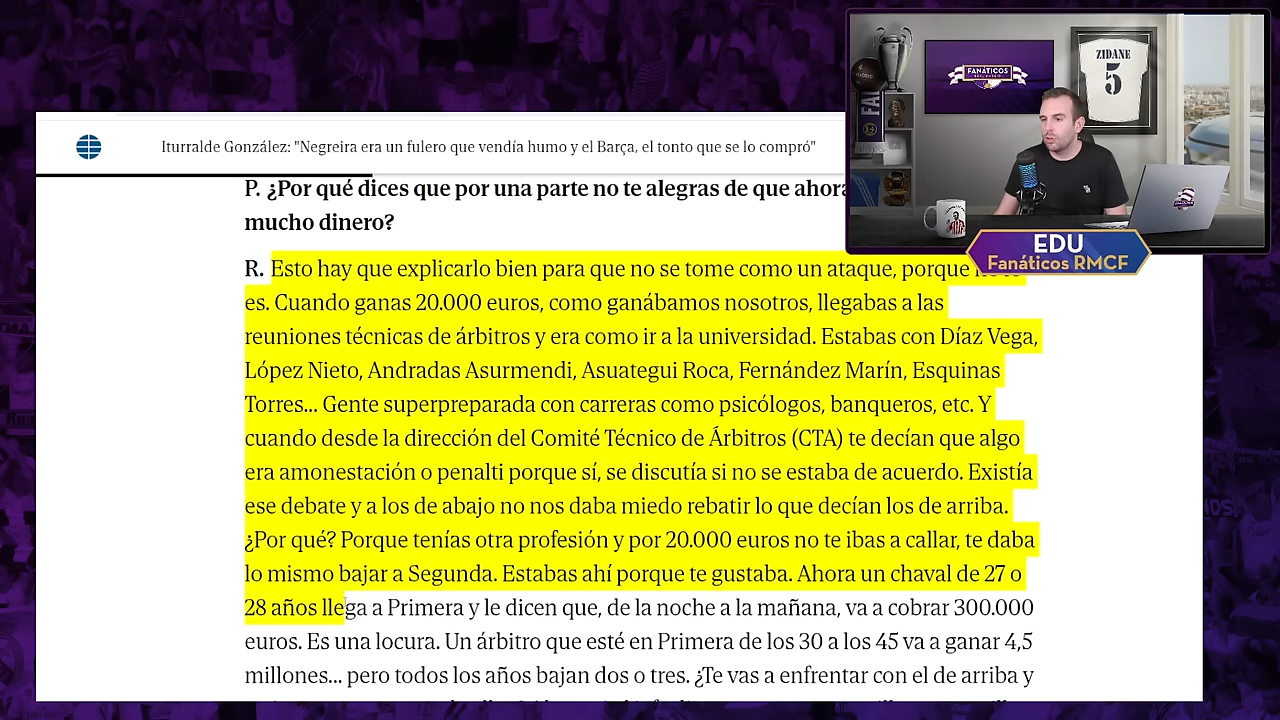 Iturralde González: "Negreira era un fulero que vendía humo y el Barça, el tonto que se lo compró"
P. ¿Por qué dices que por una parte no te alegras de que ahora
mucho dinero?
R. Esto hay que explicarlo bien para que no se tome como un ataque, porque
es. Cuando ganas 20.000 euros, como ganábamos nosotros, llegabas a las
reuniones técnicas de árbitros y era como ir a la universidad. Estabas con Díaz Vega,
López Nieto, Andradas Asurmendi, Asuategui Roca, Fernández Marín, Esquinas
Torres... Gente superpreparada con carreras como psicólogos, banqueros, etc. Y
cuando desde la dirección del Comité Técnico de Árbitros (CTA) te decían que algo
era amonestación o penalti porque sí, se discutía si no se estaba de acuerdo. Existía
ese debate y a los de abajo no nos daba miedo rebatir lo que decían los de arriba.
¿Por qué? Porque tenías otra profesión y por 20.000 euros no te ibas a callar, te daba
lo mismo bajar a Segunda. Estabas ahí porque te gustaba. Ahora un chaval de 27 o
28 años llega a Primera y le dicen que, de la noche a la mañana, va a cobrar 300.000
euros. Es una locura. Un árbitro que esté en Primera de los 30 a los 45 va a ganar 4,5
millones... pero todos los años bajan dos o tres. ¿Te vas a enfrentar con el de arriba y
FANÁTICOS
ZIDANE
5
EDU
Fanáticos RMCF